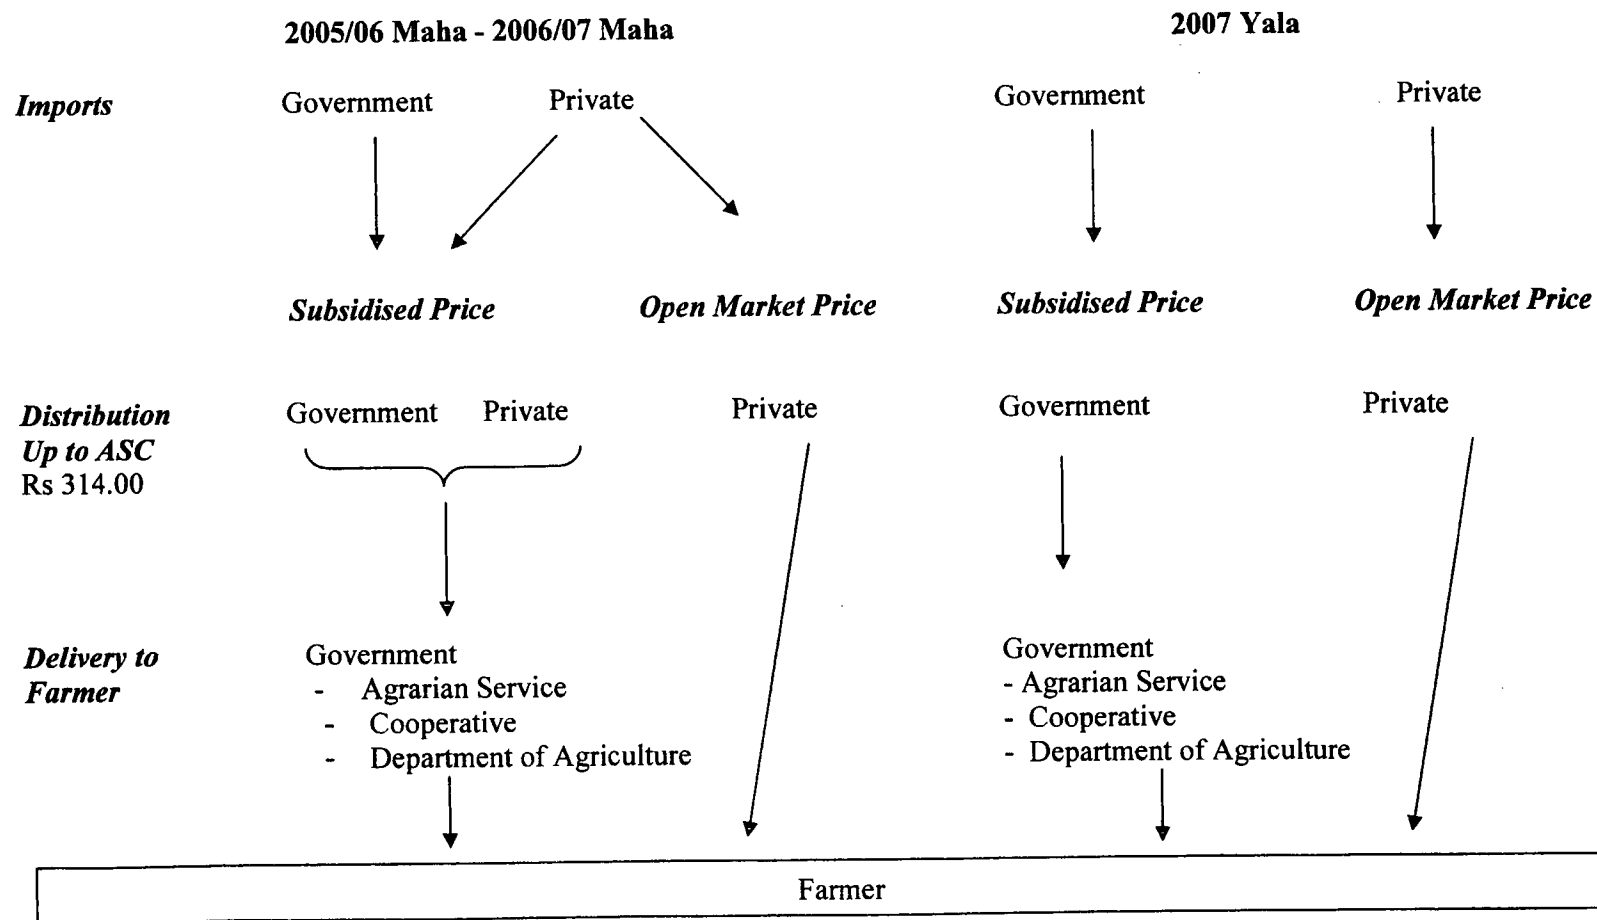 2005/06 Maha - 2006/07 Maha
2007 Yala
Imports
Government
Private
Government
Private
Subsidised Price
Open Market Price
Subsidised Price
Open Market Price
Distribution
Up to ASC
Rs 314.00
Government
Private
Private
Government
Private
Delivery to
Farmer
Government
- Agrarian Service
- Cooperative
- Department of Agriculture
Government
- Agrarian Service
- Cooperative
- Department of Agriculture
Farmer